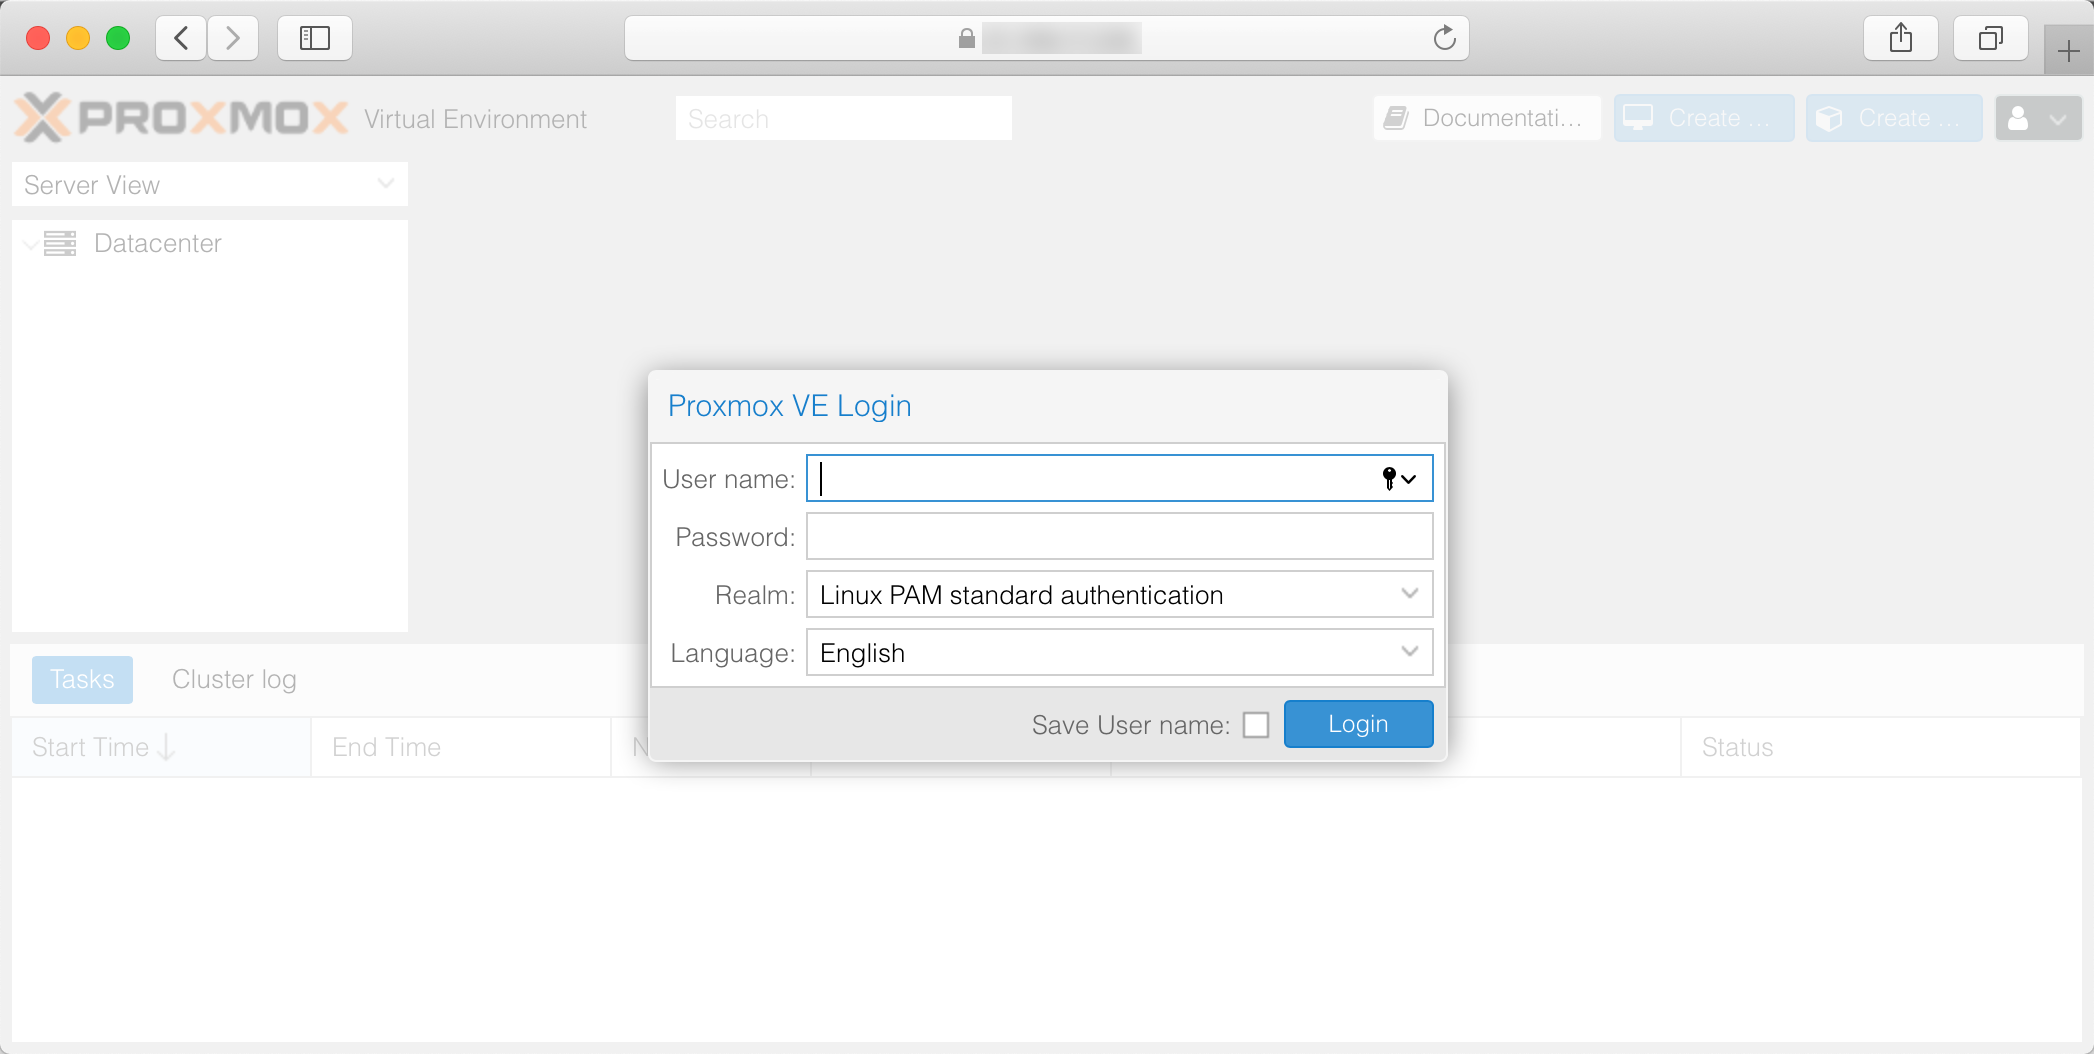 PROXMOX Virtual Environment Search Documentati... Create ... Create ...
Server View
Datacenter
Proxmox VE Login
User name:
Password:
Realm: Linux PAM standard authentication
Language: English
Save User name: Login
Tasks Cluster log
Start Time End Time N Status